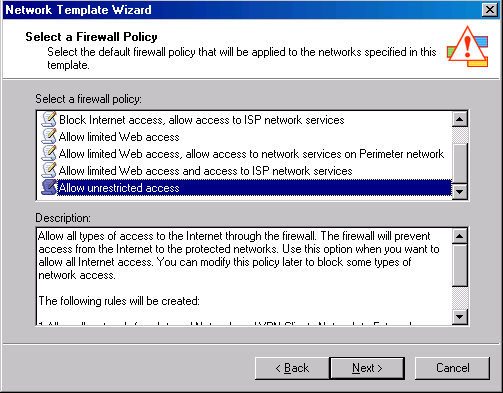 Network Template Wizard
Select a Firewall Policy
Select the default firewall policy that will be applied to the networks specified in this
template.
Select a firewall policy:
Block Internet access, allow access to ISP network services
Allow limited Web access
Allow limited Web access, allow access to network services on Perimeter network
Allow limited Web access and access to ISP network services
Allow unrestricted access
Description:
Allow all types of access to the Internet through the firewall. The firewall will prevent
access from the Internet to the protected networks. Use this option when you want to
allow all Internet access. You can modify this policy later to block some types of
network access.
The following rules will be created:
< Back
Next >
Cancel